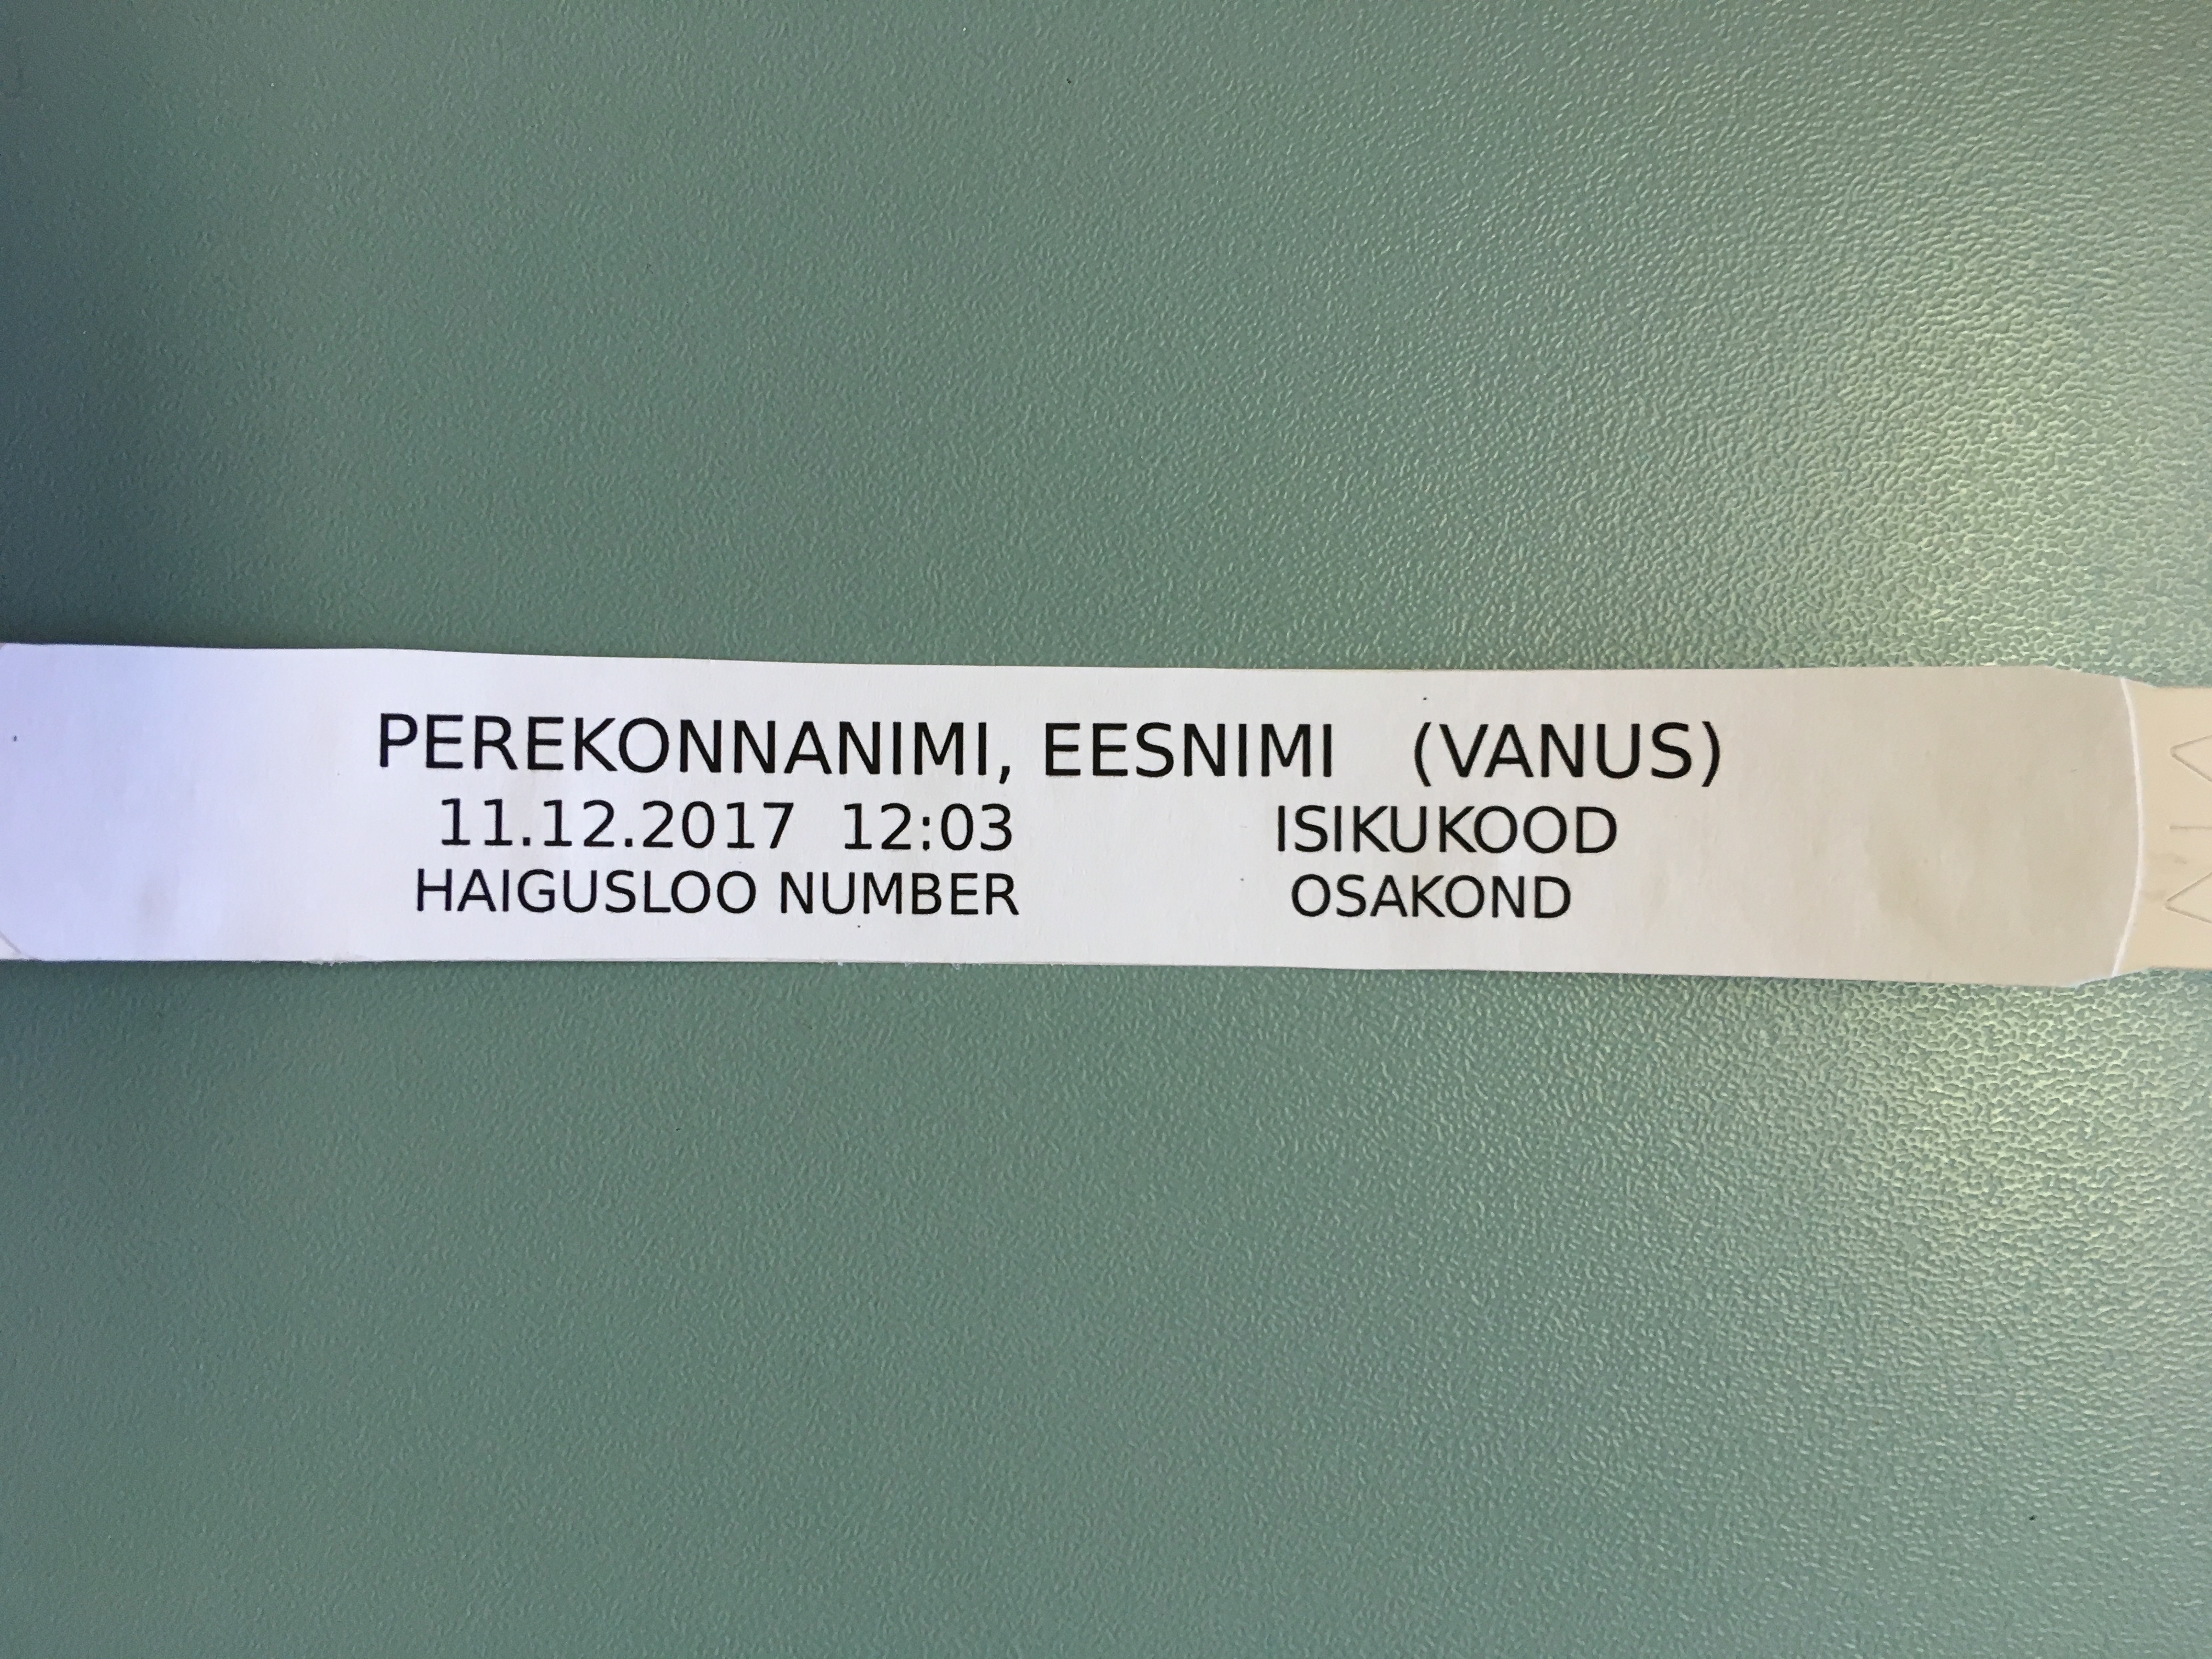 PEREKONNANIMI, EESNIMI (VANUS)
11.12.2017 12:03 ISIKUKOOD
HAIGUSLOO NUMBER OSAKOND